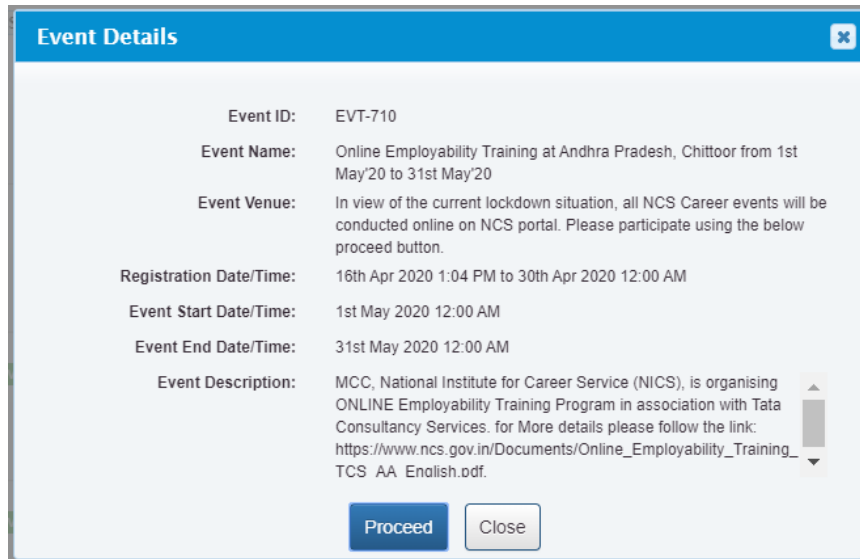 Event Details
Event ID: EVT-710
Event Name: Online Employability Training at Andhra Pradesh, Chittoor from 1st
May'20 to 31st May'20
Event Venue: In view of the current lockdown situation, all NCS Career events will be
conducted online on NCS portal. Please participate using the below
proceed button.
Registration Date/Time: 16th Apr 2020 1:04 PM to 30th Apr 2020 12:00 AM
Event Start Date/Time: 1st May 2020 12:00 AM
Event End Date/Time: 31st May 2020 12:00 AM
Event Description: MCC, National Institute for Career Service (NICS), is organising
ONLINE Employability Training Program in association with Tata
Consultancy Services. for More details please follow the link:
https://www.ncs.gov.in/Documents/Online_Employability_Training_
TCS_AA_English.pdf.
Proceed Close